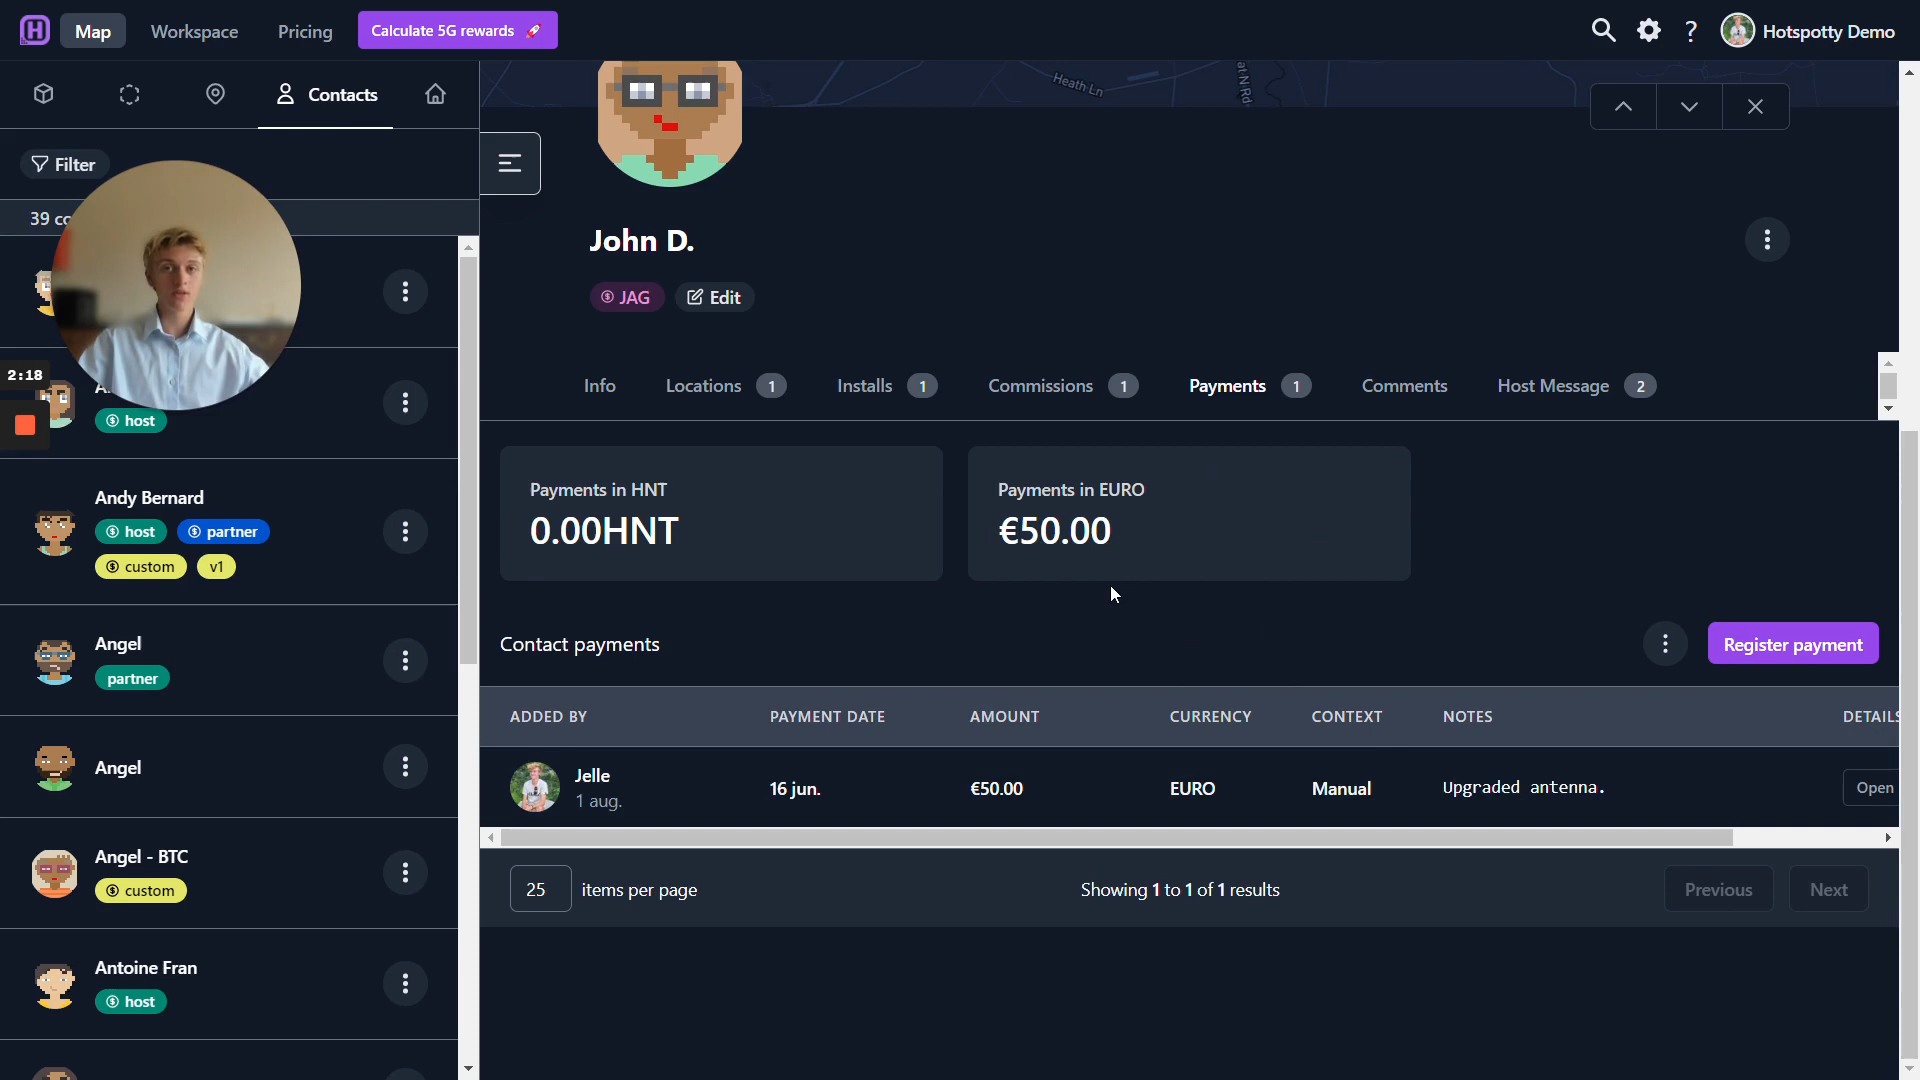 Map
Workspace
Pricing
Calculate 5G rewards
?
Hotspotty Demo
Contacts
Heath Ln
at N Rd
Filter
39
John D.
JAG
Edit
2:18
Info
Locations 1
Installs 1
Commissions 1
Payments 1
Comments
Host Message 2
host
Payments in HNT
0.00HNT
Payments in EURO
€50.00
Andy Bernard
host
partner
custom
v1
Contact payments
Register payment
Angel
partner
ADDED BY
PAYMENT DATE
AMOUNT
CURRENCY
CONTEXT
NOTES
DETAILS
Jelle
1 aug.
16 jun.
€50.00
EURO
Manual
Upgraded antenna.
Open
Angel
Angel - BTC
custom
25 items per page
Showing 1 to 1 of 1 results
Previous
Next
Antoine Fran
host